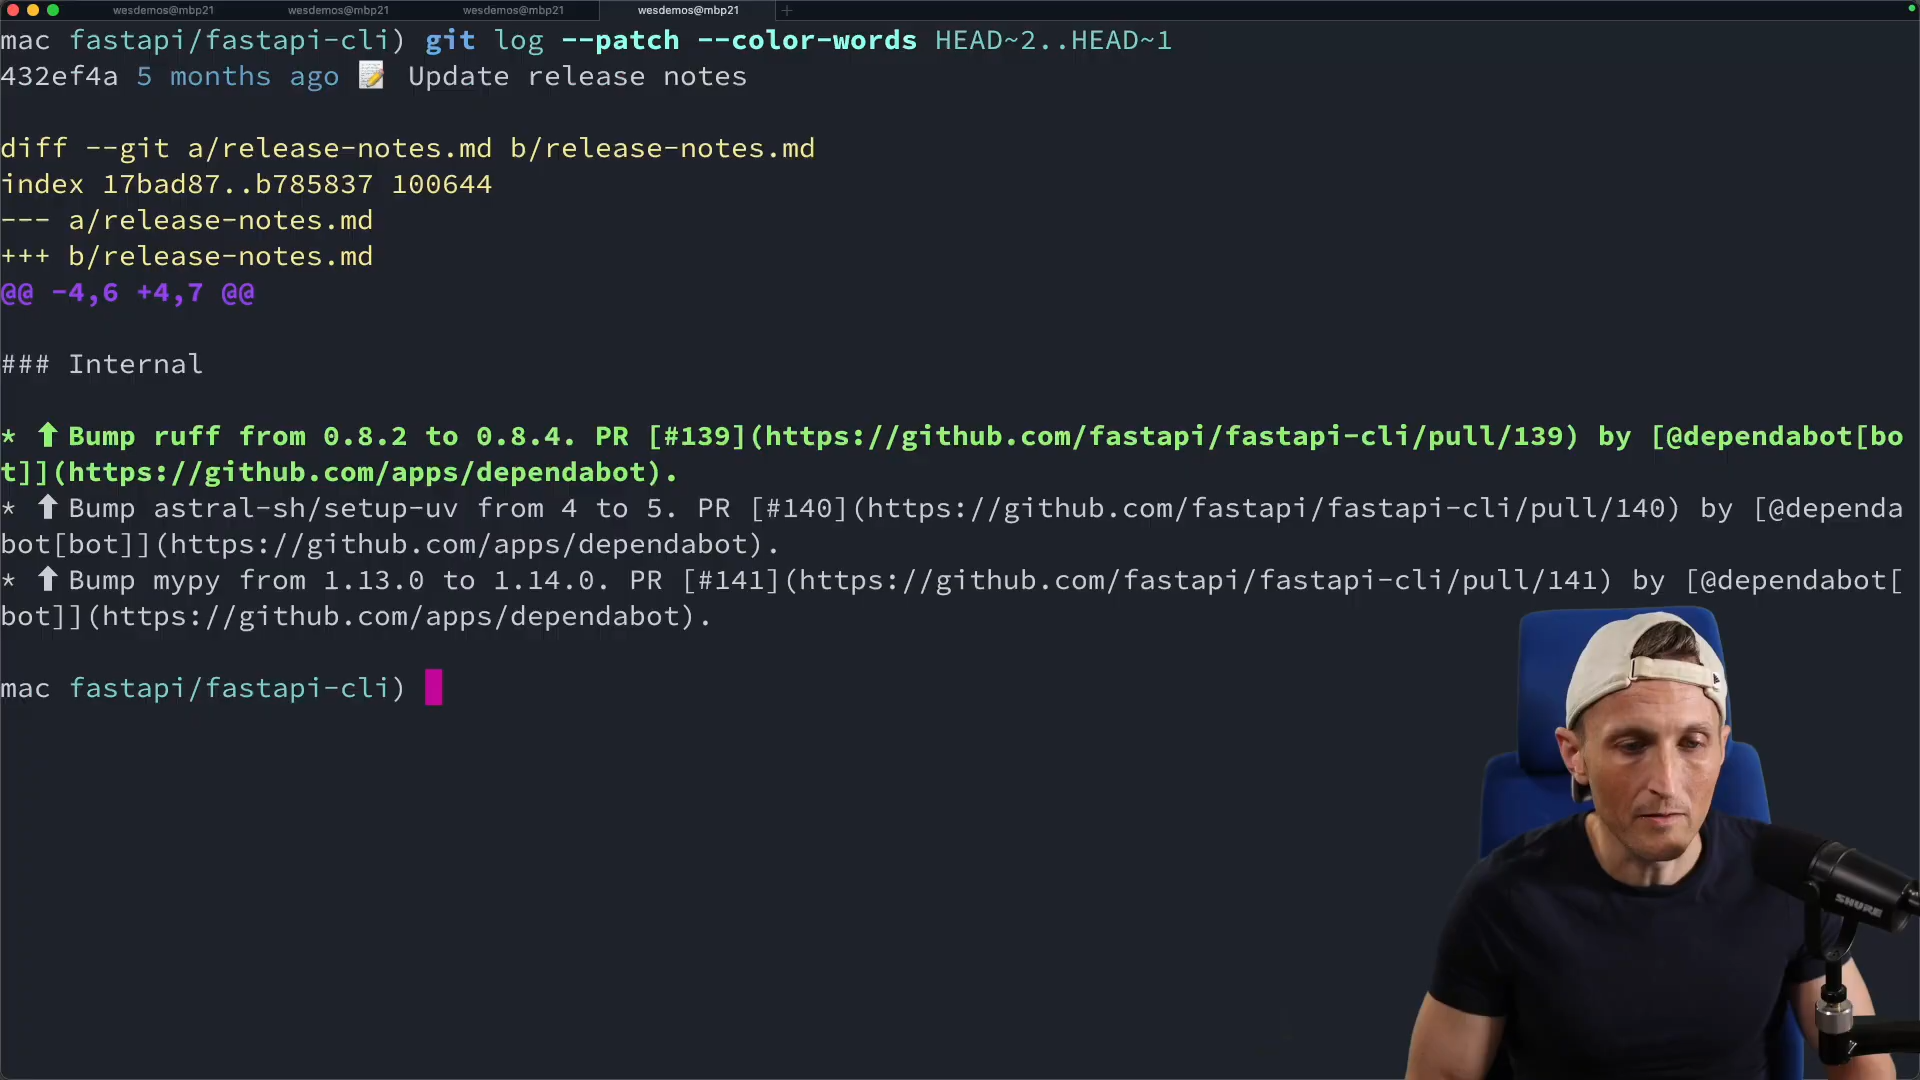 wesdemos@mbp21 wesdemos@mbp21 wesdemos@mbp21 wesdemos@mbp21
mac fastapi/fastapi-cli) git log --patch --color-words HEAD~2..HEAD~1
432ef4a 5 months ago 📝 Update release notes
diff --git a/release-notes.md b/release-notes.md
index 17bad87..b785837 100644
--- a/release-notes.md
+++ b/release-notes.md
@@ -4,6 +4,7 @@
### Internal
* ⬆ Bump ruff from 0.8.2 to 0.8.4. PR [#139](https://github.com/fastapi/fastapi-cli/pull/139) by [@dependabot[bo
t]](https://github.com/apps/dependabot).
* ⬆ Bump astral-sh/setup-uv from 4 to 5. PR [#140](https://github.com/fastapi/fastapi-cli/pull/140) by [@dependa
bot[bot]](https://github.com/apps/dependabot).
* ⬆ Bump mypy from 1.13.0 to 1.14.0. PR [#141](https://github.com/fastapi/fastapi-cli/pull/141) by [@dependabot[
bot]](https://github.com/apps/dependabot).
mac fastapi/fastapi-cli)
SHURE